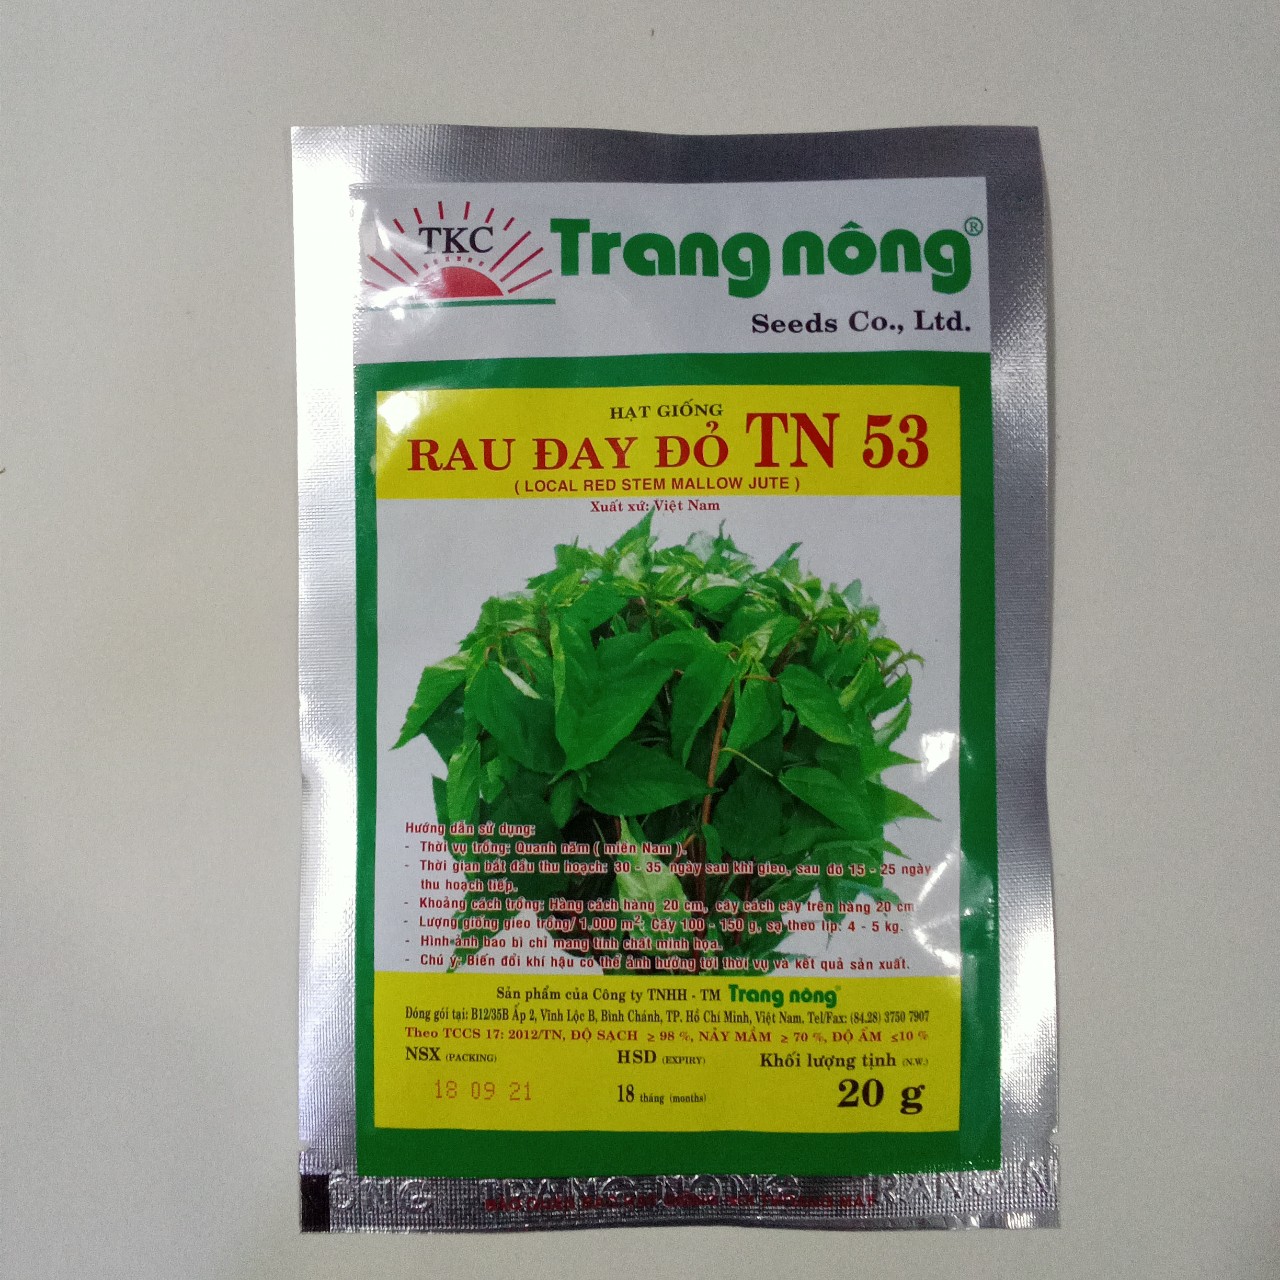 TKC
Trang nông®
Seeds Co., Ltd.
HẠT GIỐNG
RAU ĐAY ĐỎ TN 53
( LOCAL RED STEM MALLOW JUTE )
Xuất xứ: Việt Nam
Hướng dẫn sử dụng:
- Thời vụ trồng: Quanh năm ( miền Nam ).
- Thời gian bắt đầu thu hoạch: 30 - 35 ngày sau khi gieo, sau đó 15 - 25 ngày
thu hoạch tiếp.
- Khoảng cách trồng: Hàng cách hàng 20 cm, cây cách cây trên hàng 20 cm
- Lượng giống gieo trồng/ 1,000 m²: Cấy 100 - 150 g, sạ theo líp: 4 - 5 kg.
- Hình ảnh bao bì chỉ mang tính chất minh họa.
- Chú ý: Biến đổi khí hậu có thể ảnh hưởng tới thời vụ và kết quả sản xuất.
Sản phẩm của Công ty TNHH - TM Trang nông®
Đóng gói tại: B12/35B Ấp 2, Vĩnh Lộc B, Bình Chánh, TP. Hồ Chí Minh, Việt Nam, Tel/Fax: (84.28) 3750 7907
Theo TCCS 17: 2012/TN, ĐỘ SẠCH ≥ 98 %, NẢY MẦM ≥ 70 %, ĐỘ ẨM ≤10 %
NSX (PACKING) HSD (EXPIRY) Khối lượng tịnh (N.W.)
18 09 21 18 tháng (months) 20 g
ÔNG TRANG NÔNG TRANG N